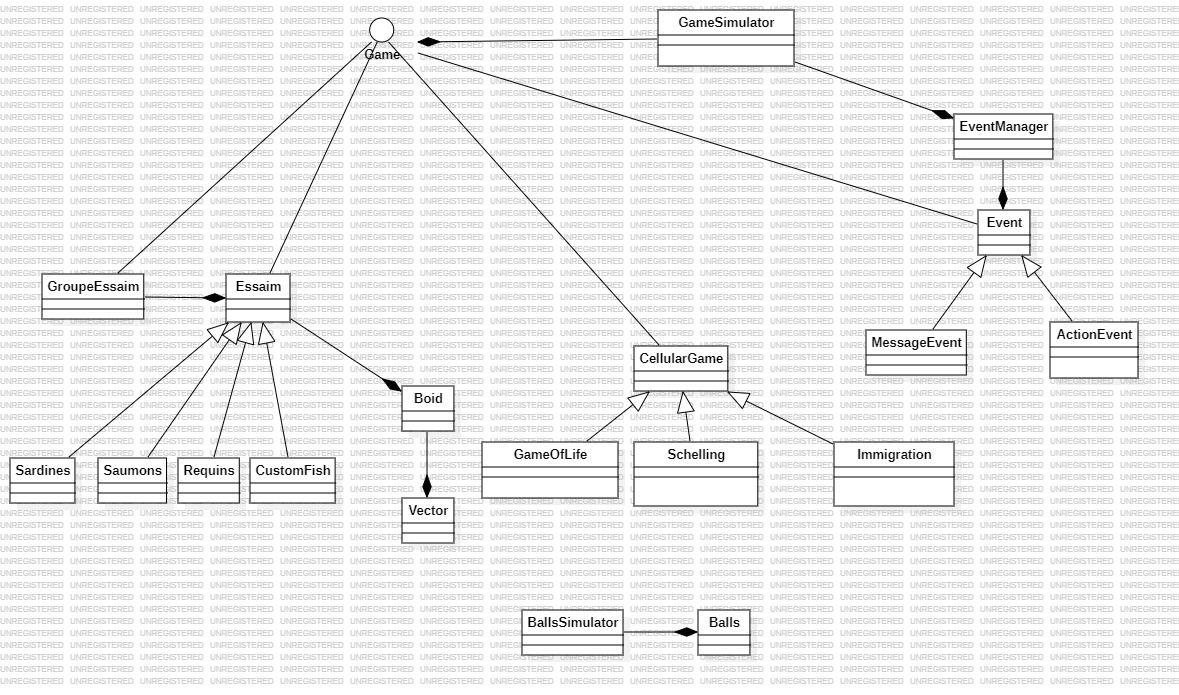 GameSimulator
Game
EventManager
Event
GroupeEssaim
Essaim
MessageEvent
ActionEvent
CellularGame
Boid
GameOfLife
Schelling
Immigration
Sardines
Saumons
Requins
CustomFish
Vector
BallsSimulator
Balls
UNREGISTERED